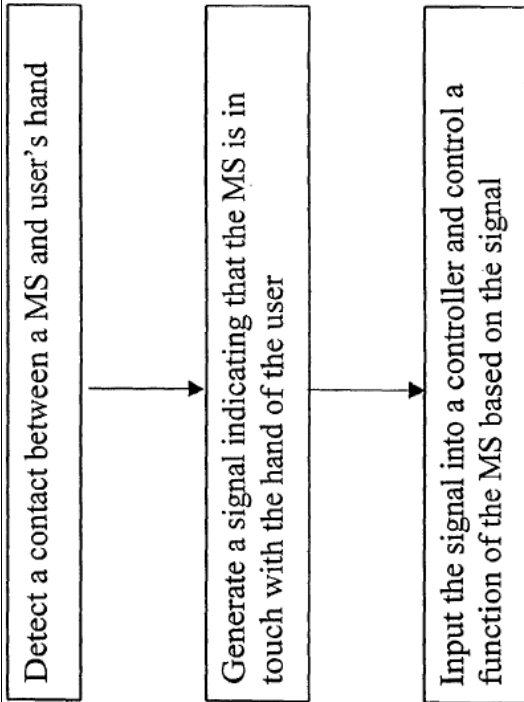 Detect a contact between a MS and user's hand
Generate a signal indicating that the MS is in
touch with the hand of the user
Input the signal into a controller and control a
function of the MS based on the signal